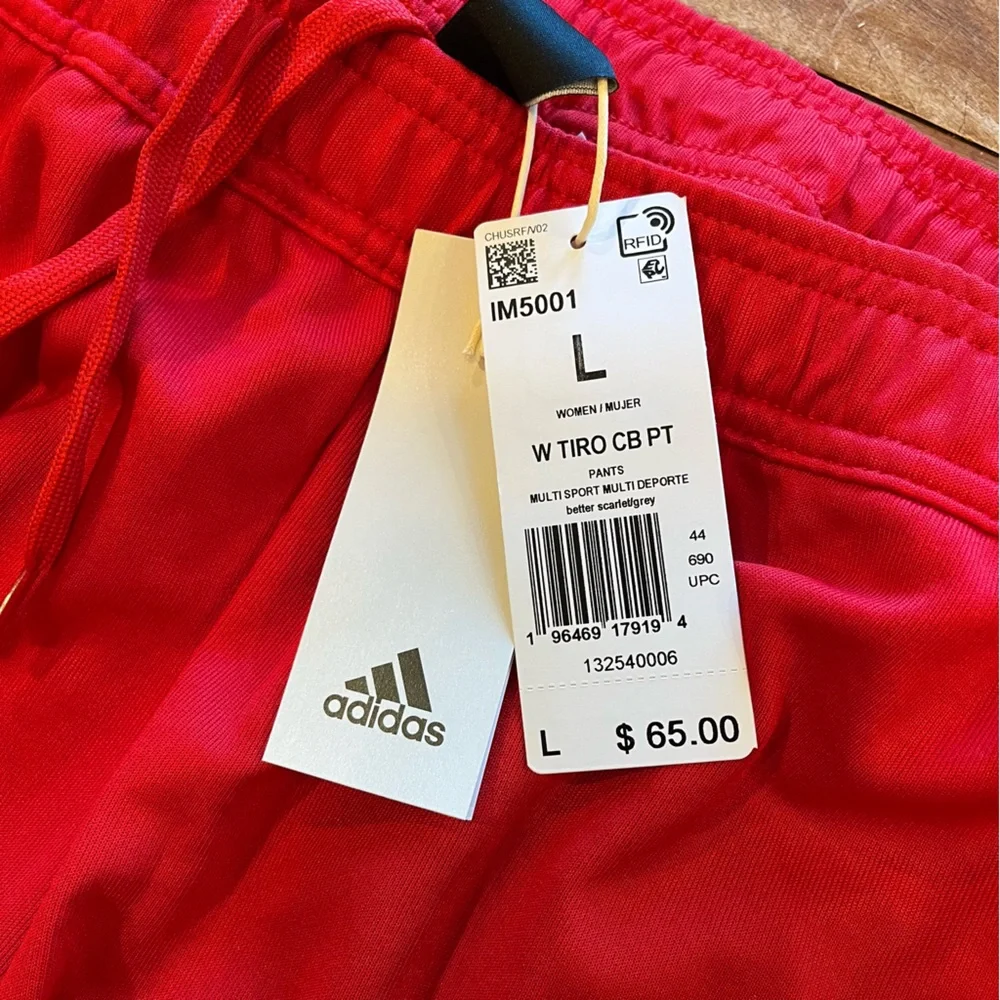 CHUSRF/V02
RFID
IM5001
L
WOMEN / MUJER
W TIRO CB PT
PANTS
MULTI SPORT MULTI DEPORTE
better scarlet/grey
44
690
UPC
1 96469 17919 4
132540006
L $ 65.00
adidas